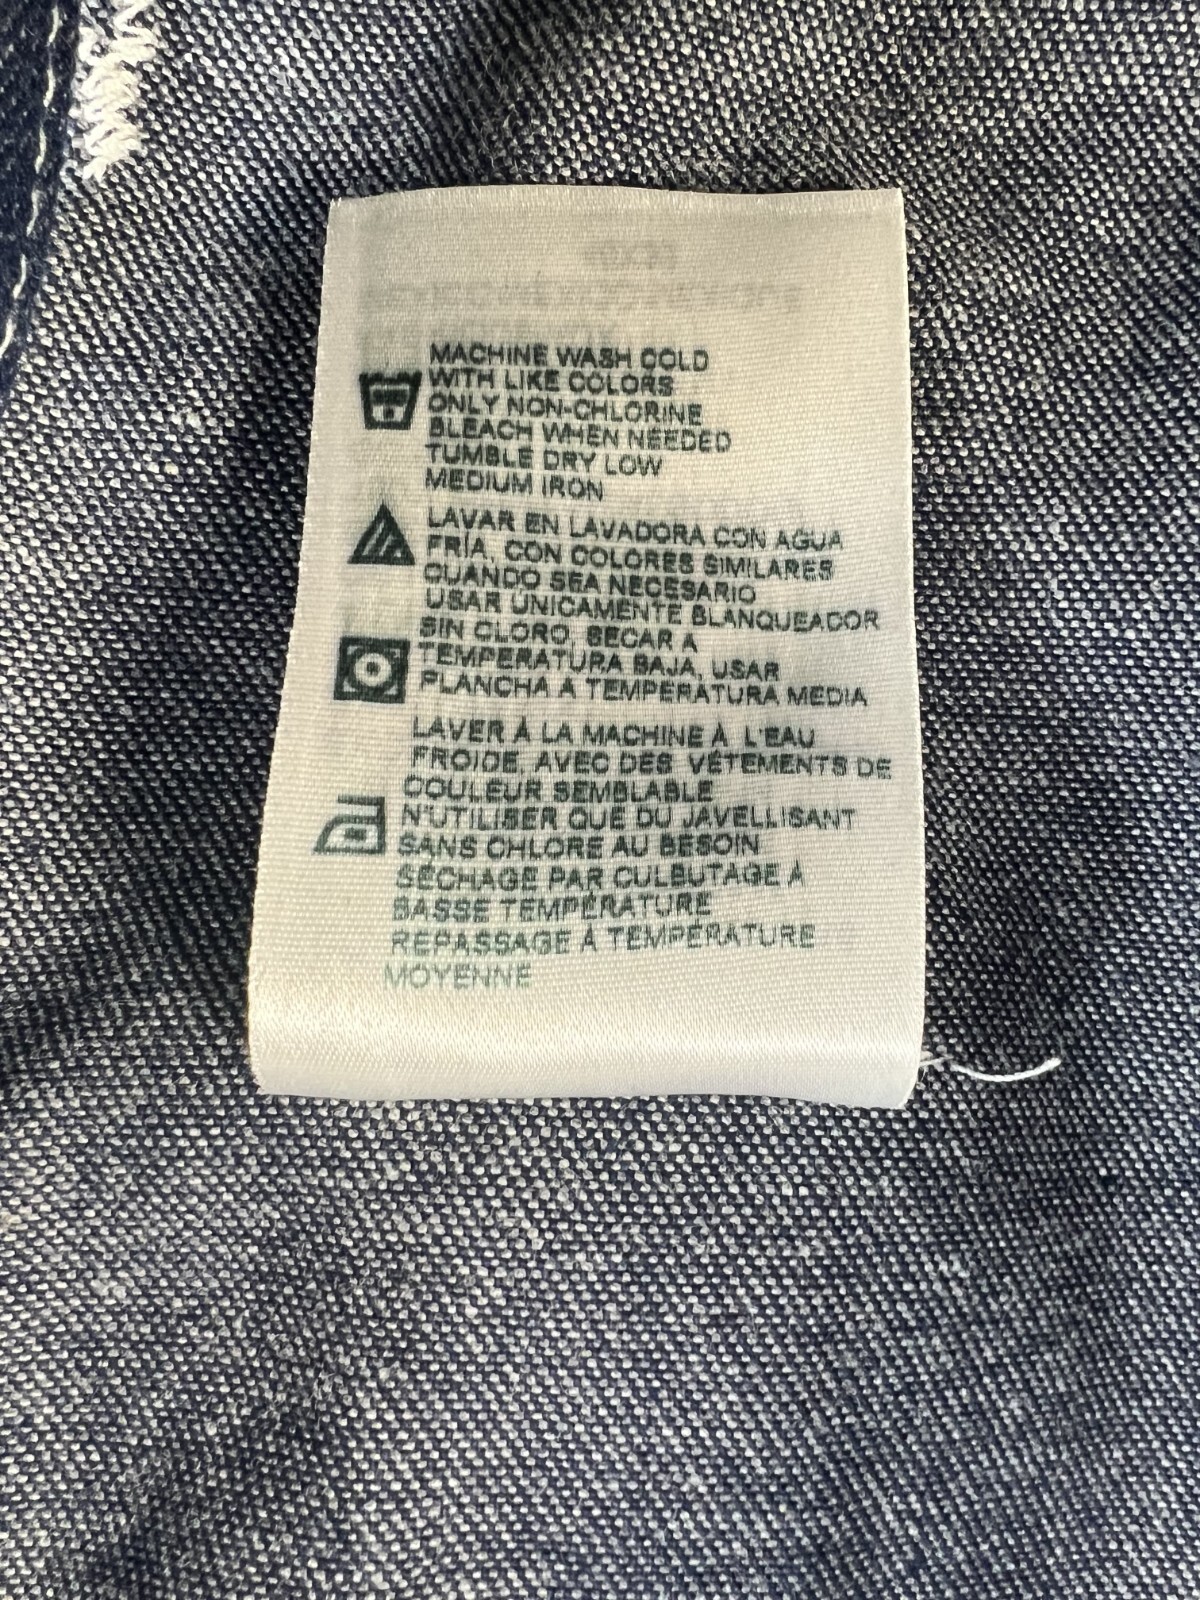 MACHINE WASH COLD
WITH LIKE COLORS
ONLY NON-CHLORINE
BLEACH WHEN NEEDED
TUMBLE DRY LOW
MEDIUM IRON
LAVAR EN LAVADORA CON AGUA
FRÍA, CON COLORES SIMILARES
CUANDO SEA NECESARIO
USAR ÚNICAMENTE BLANQUEADOR
SIN CLORO, SECAR A
TEMPERATURA BAJA, USAR
PLANCHA A TEMPERATURA MEDIA
LAVER À LA MACHINE À L'EAU
FROIDE, AVEC DES VÊTEMENTS DE
COULEUR SEMBLABLE
N'UTILISER QUE DU JAVELLISANT
SANS CHLORE AU BESOIN
SÉCHAGE PAR CULBUTAGE À
BASSE TEMPÉRATURE
REPASSAGE À TEMPÉRATURE
MOYENNE